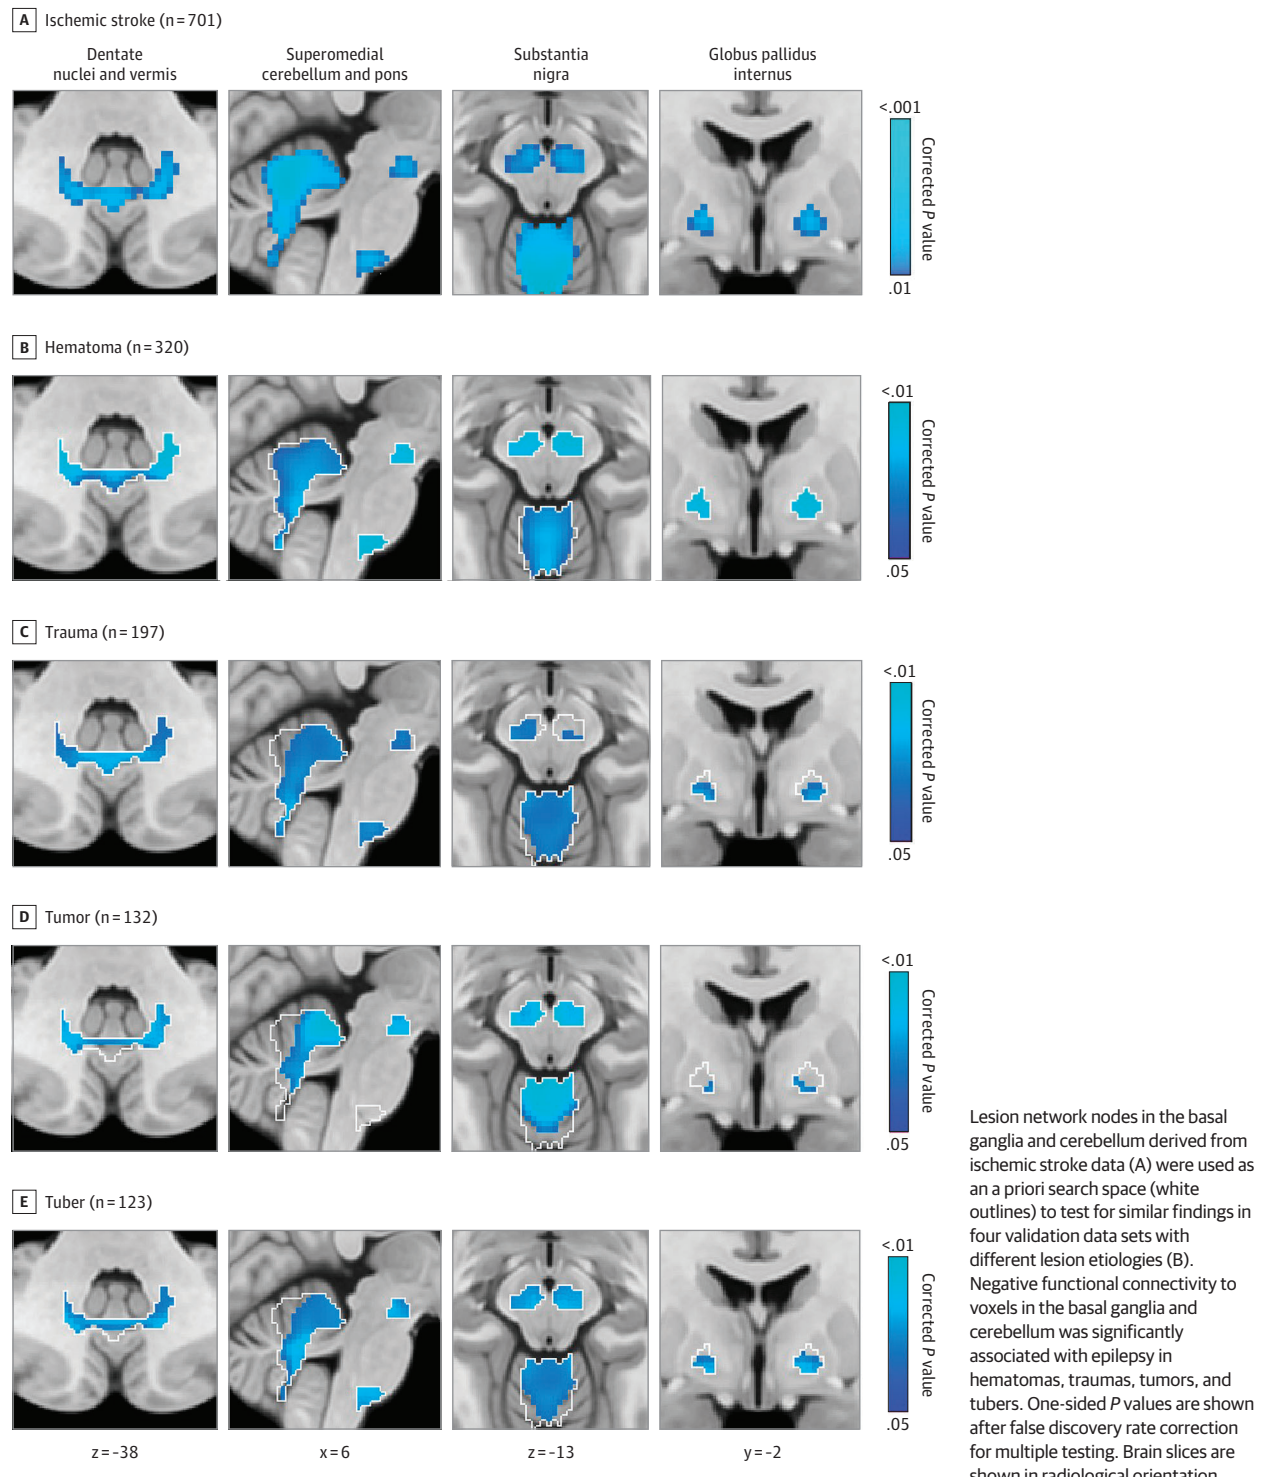 A Ischemic stroke (n=701)
Dentate
nuclei and vermis
Superomedial
cerebellum and pons
Substantia
nigra
Globus pallidus
internus
<.001
Corrected P value
.01
B Hematoma (n=320)
<.01
Corrected P value
.05
C Trauma (n=197)
<.01
Corrected P value
.05
D Tumor (n=132)
<.01
Corrected P value
.05
E Tuber (n=123)
<.01
Corrected P value
.05
z=-38
x=6
z=-13
y=-2
Lesion network nodes in the basal
ganglia and cerebellum derived from
ischemic stroke data (A) were used as
an a priori search space (white
outlines) to test for similar findings in
four validation data sets with
different lesion etiologies (B).
Negative functional connectivity to
voxels in the basal ganglia and
cerebellum was significantly
associated with epilepsy in
hematomas, traumas, tumors, and
tubers. One-sided P values are shown
after false discovery rate correction
for multiple testing. Brain slices are
shown in radiological orientation